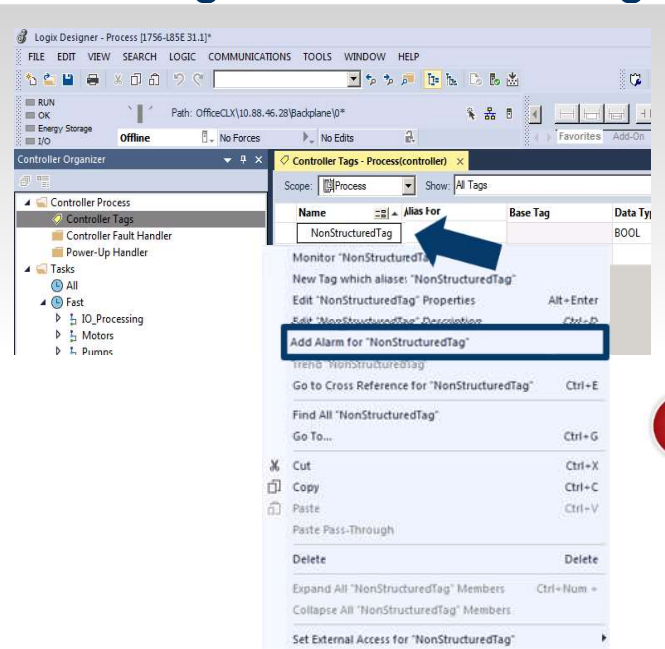 Logix Designer - Process [1756-L85E 31.1]*
FILE EDIT VIEW SEARCH LOGIC COMMUNICATIONS TOOLS WINDOW HELP
RUN
OK
Energy Storage
I/O
Path: OfficeCLX\10.88.46.28\Backplane\0*
Offline
No Forces
No Edits
Favorites Add-On
Controller Organizer
Controller Tags - Process(controller)
Scope: Process Show: All Tags
Name Alias For Base Tag Data Typ
NonStructuredTag BOOL
Controller Process
Controller Tags
Controller Fault Handler
Power-Up Handler
Tasks
All
Fast
IO_Processing
Motors
Pumps
Monitor "NonStructuredTa
New Tag which aliase: "NonStructuredTag"
Edit "NonStructuredTag" Properties Alt+Enter
Edit "NonStructuredTag" Description Ctrl+D
Add Alarm for "NonStructuredTag"
Trend "NonStructuredTag"
Go to Cross Reference for "NonStructuredTag" Ctrl+E
Find All "NonStructuredTag"
Go To... Ctrl+G
Cut Ctrl+X
Copy Ctrl+C
Paste Ctrl+V
Paste Pass-Through
Delete Delete
Expand All "NonStructuredTag" Members Ctrl+Num +
Collapse All "NonStructuredTag" Members
Set External Access for "NonStructuredTag"